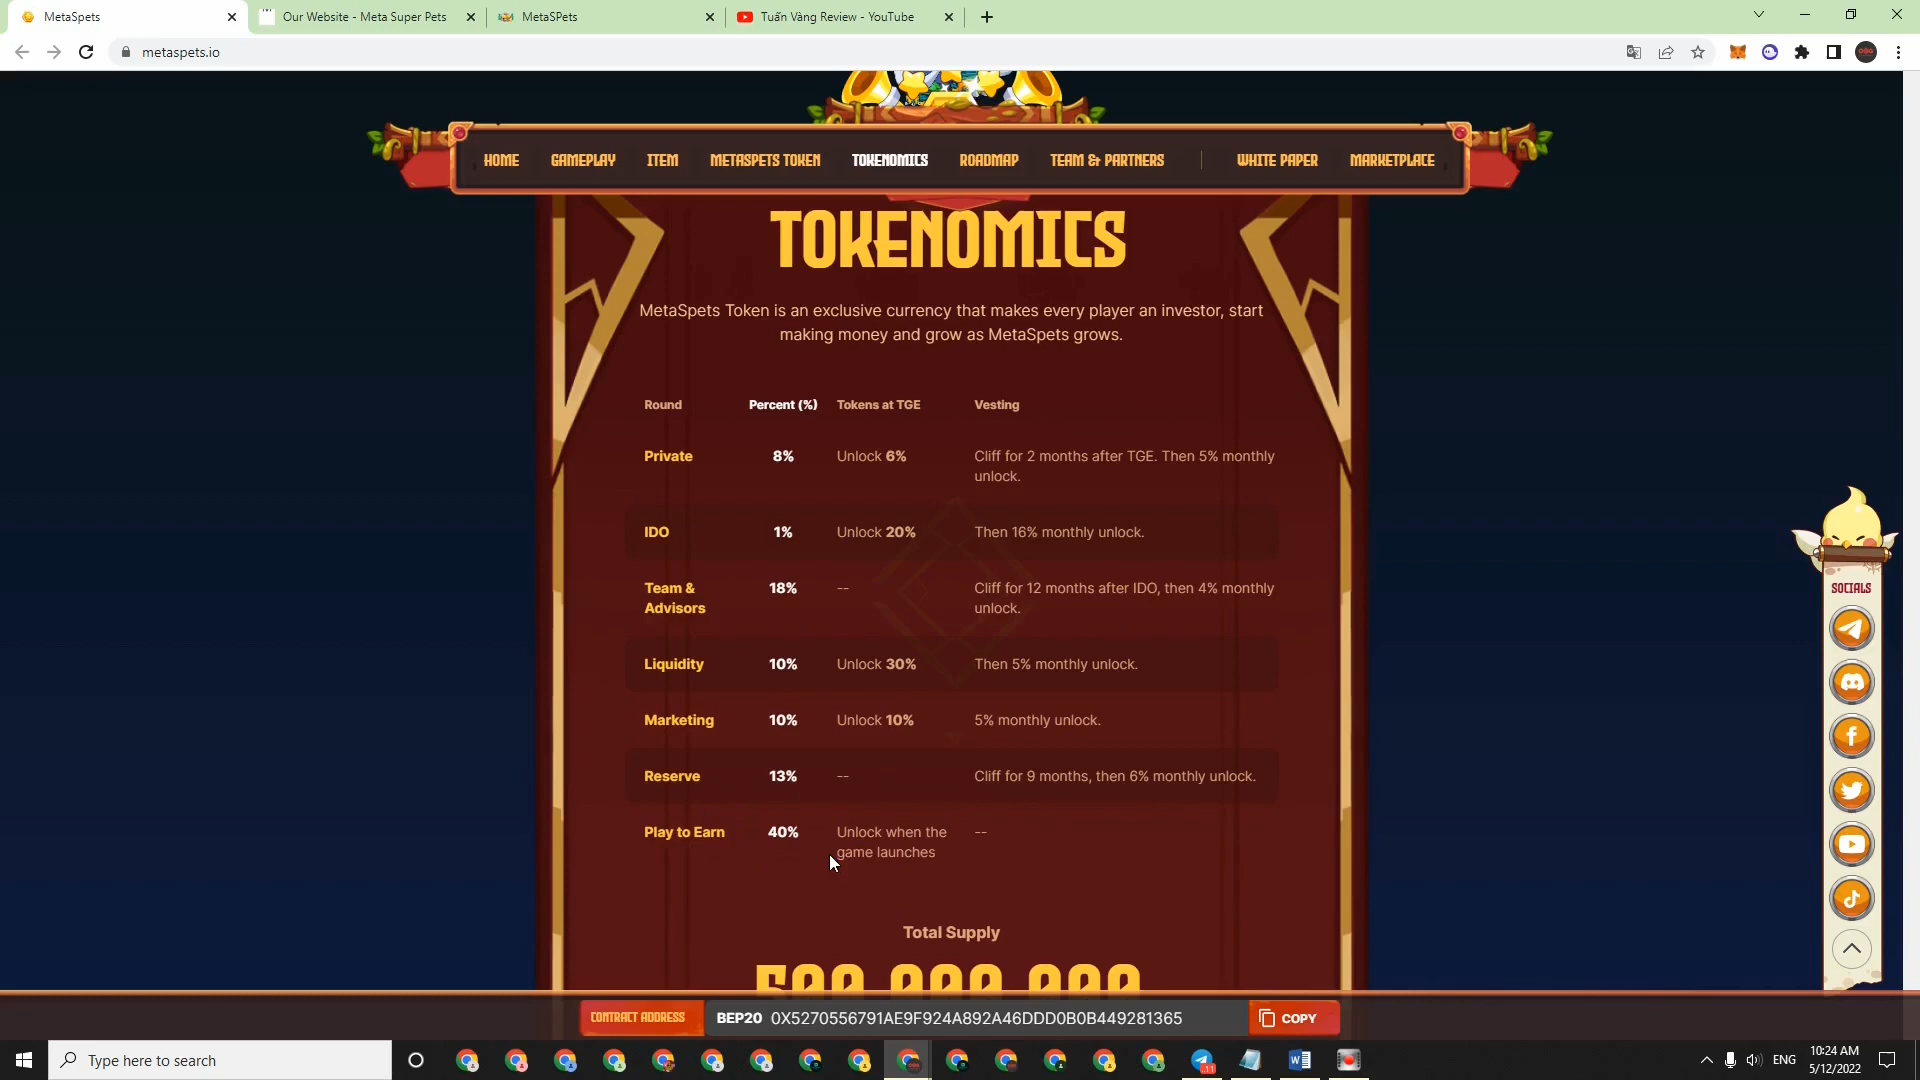 MetaSpets
Our Website - Meta Super Pets
MetaSPets
Tuấn Vàng Review - YouTube
metaspets.io
HOME
GAMEPLAY
ITEM
METASPETS TOKEN
TOKENOMICS
ROADMAP
TEAM & PARTNERS
WHITE PAPER
MARKETPLACE
TOKENOMICS
MetaSpets Token is an exclusive currency that makes every player an investor, start
making money and grow as MetaSpets grows.
Round Percent (%) Tokens at TGE Vesting
Private 8% Unlock 6% Cliff for 2 months after TGE. Then 5% monthly
unlock.
IDO 1% Unlock 20% Then 16% monthly unlock.
Team & 18% -- Cliff for 12 months after IDO, then 4% monthly
Advisors unlock.
Liquidity 10% Unlock 30% Then 5% monthly unlock.
Marketing 10% Unlock 10% 5% monthly unlock.
Reserve 13% -- Cliff for 9 months, then 6% monthly unlock.
Play to Earn 40% Unlock when the --
game launches
Total Supply
500,000,000
SOCIALS
CONTRACT ADDRESS BEP20 0X5270556791AE9F924A892A46DDD0B0B449281365 COPY
Type here to search
11
ENG
10:24 AM
5/12/2022